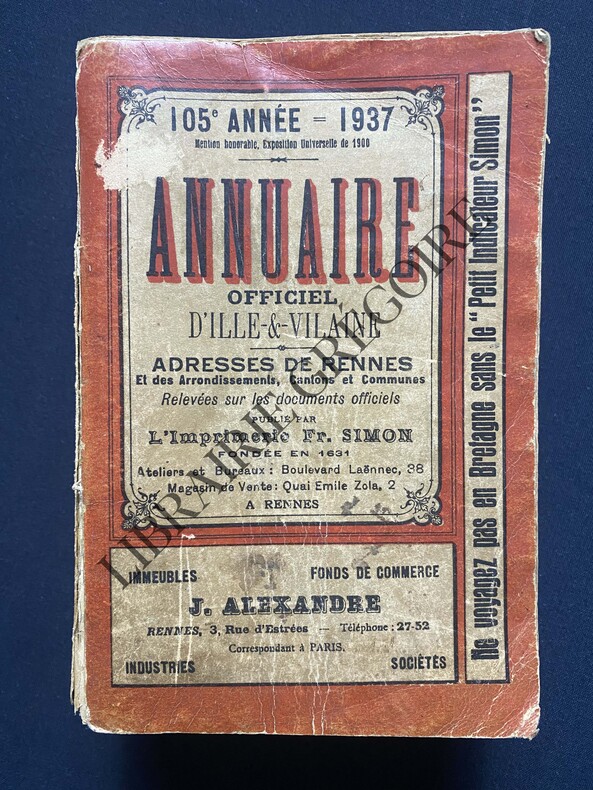 105e ANNÉE = 1937
Mention honorable, Exposition Universelle de 1900
ANNUAIRE
OFFICIEL
D'ILLE-&-VILAINE
ADRESSES DE RENNES
Et des Arrondissements, Cantons et Communes
Relevées sur les documents officiels
PUBLIÉ PAR
L'Imprimerie Fr. SIMON
FONDÉE EN 1631
Ateliers et Bureaux : Boulevard Laënnec, 38
Magasin de Vente : Quai Emile Zola, 2
A RENNES
IMMEUBLES FONDS DE COMMERCE
J. ALEXANDRE
RENNES, 3, Rue d'Estrées — Téléphone : 27-52
Correspondant à PARIS.
INDUSTRIES SOCIÉTÉS
Ne voyagez pas en Bretagne sans le "Petit Indicateur Simon"
LIBRAIRIE GRÉGOIRE